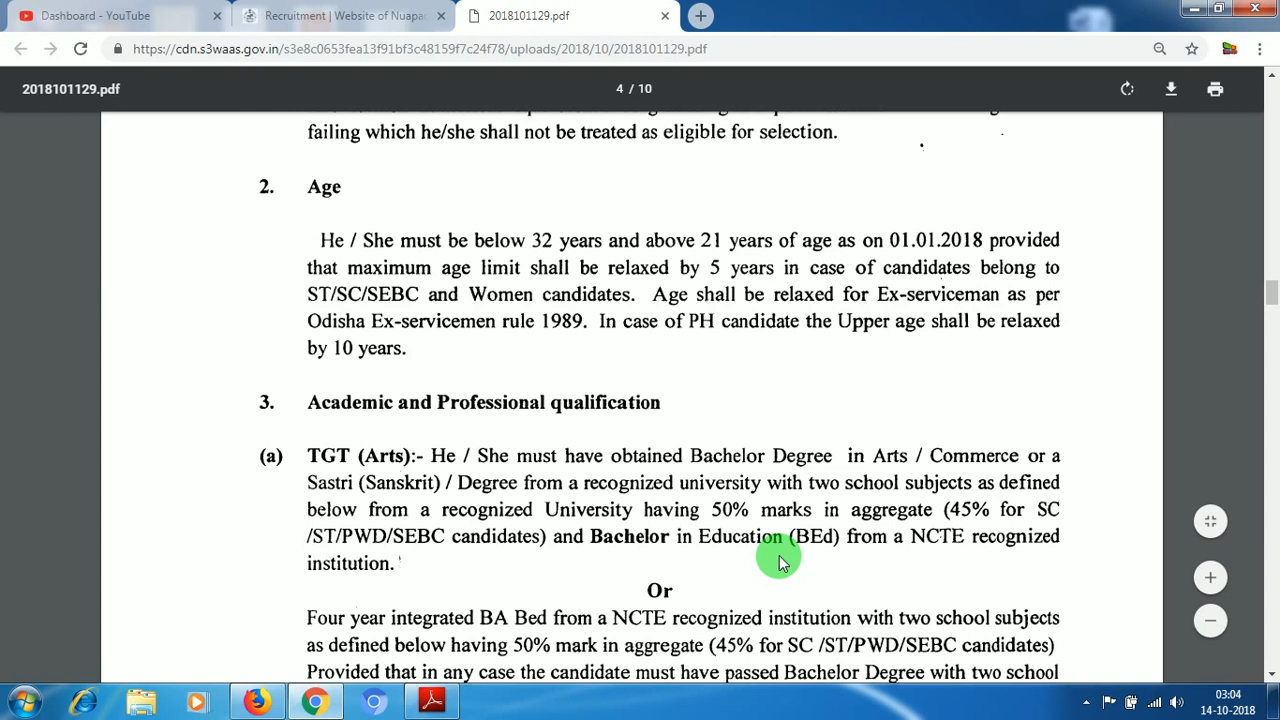 Dashboard - YouTube
Recruitment | Website of Nuapac
2018101129.pdf
https://cdn.s3waas.gov.in/s3e8c0653fea13f91bf3c48159f7c24f78/uploads/2018/10/2018101129.pdf
2018101129.pdf
4 / 10
failing which he/she shall not be treated as eligible for selection.
2. Age
He / She must be below 32 years and above 21 years of age as on 01.01.2018 provided
that maximum age limit shall be relaxed by 5 years in case of candidates belong to
ST/SC/SEBC and Women candidates. Age shall be relaxed for Ex-serviceman as per
Odisha Ex-servicemen rule 1989. In case of PH candidate the Upper age shall be relaxed
by 10 years.
3. Academic and Professional qualification
(a) TGT (Arts):- He / She must have obtained Bachelor Degree in Arts / Commerce or a
Sastri (Sanskrit) / Degree from a recognized university with two school subjects as defined
below from a recognized University having 50% marks in aggregate (45% for SC
/ST/PWD/SEBC candidates) and Bachelor in Education (BEd) from a NCTE recognized
institution.
Or
Four year integrated BA Bed from a NCTE recognized institution with two school subjects
as defined below having 50% mark in aggregate (45% for SC /ST/PWD/SEBC candidates)
Provided that in any case the candidate must have passed Bachelor Degree with two school
03:04
14-10-2018